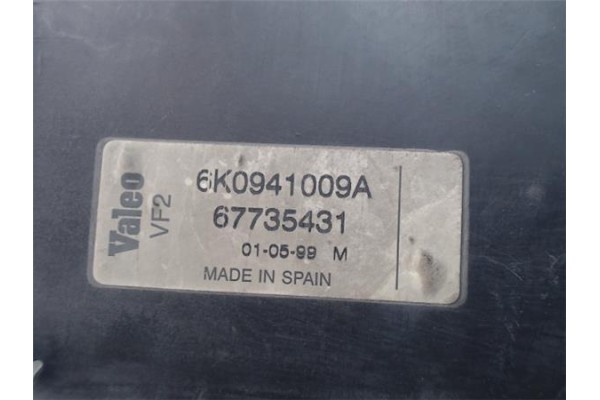 Valeo
VF2
6K0941009A
67735431
01-05-99 M
MADE IN SPAIN